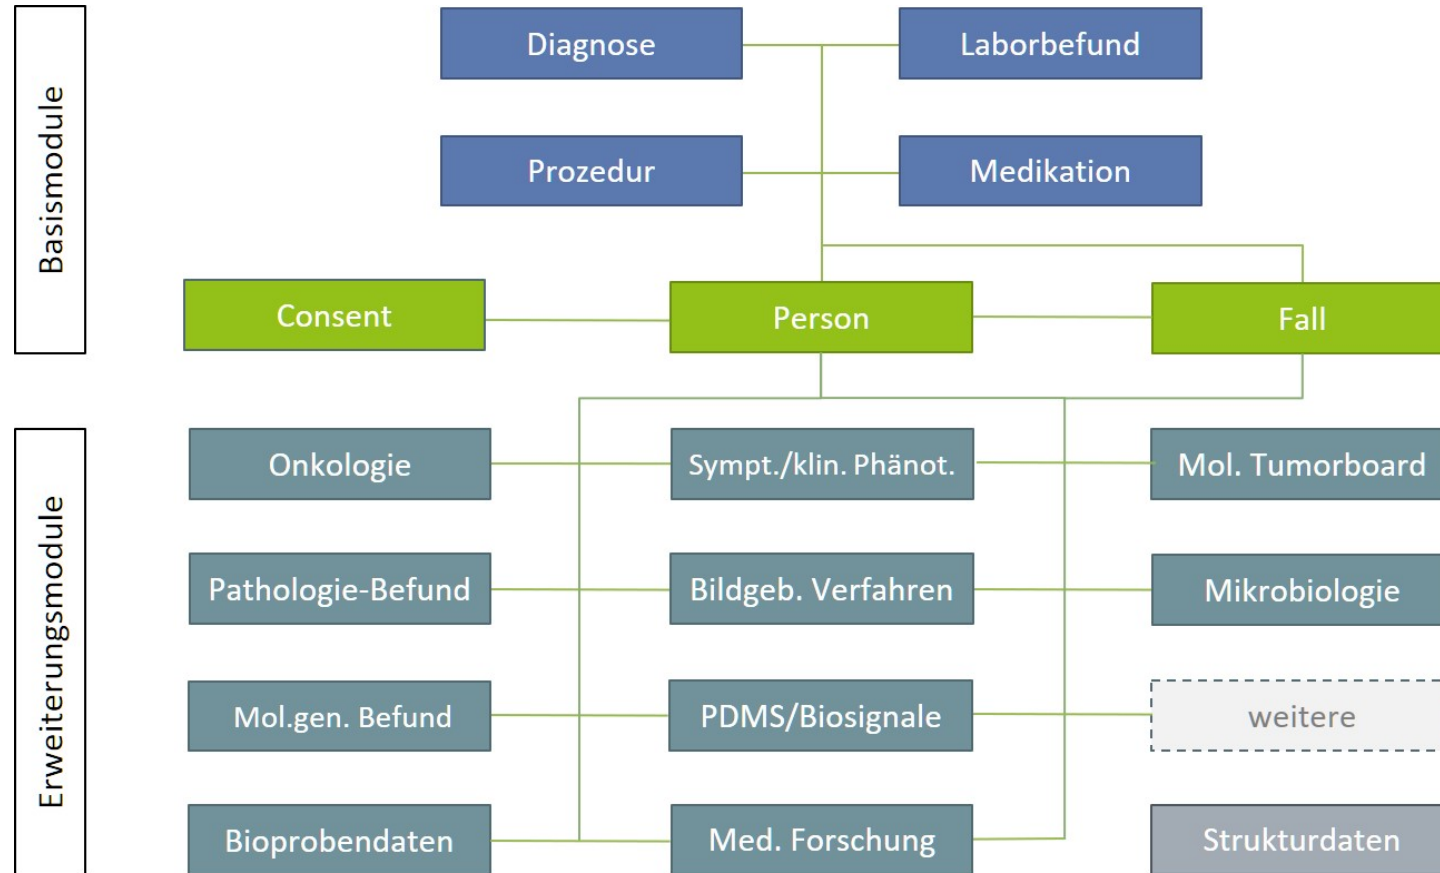 Basismodule
Diagnose
Laborbefund
Prozedur
Medikation
Consent
Person
Fall
Erweiterungsmodule
Onkologie
Sympt./klin. Phänot.
Mol. Tumorboard
Pathologie-Befund
Bildgeb. Verfahren
Mikrobiologie
Mol.gen. Befund
PDMS/Biosignale
weitere
Bioprobendaten
Med. Forschung
Strukturdaten